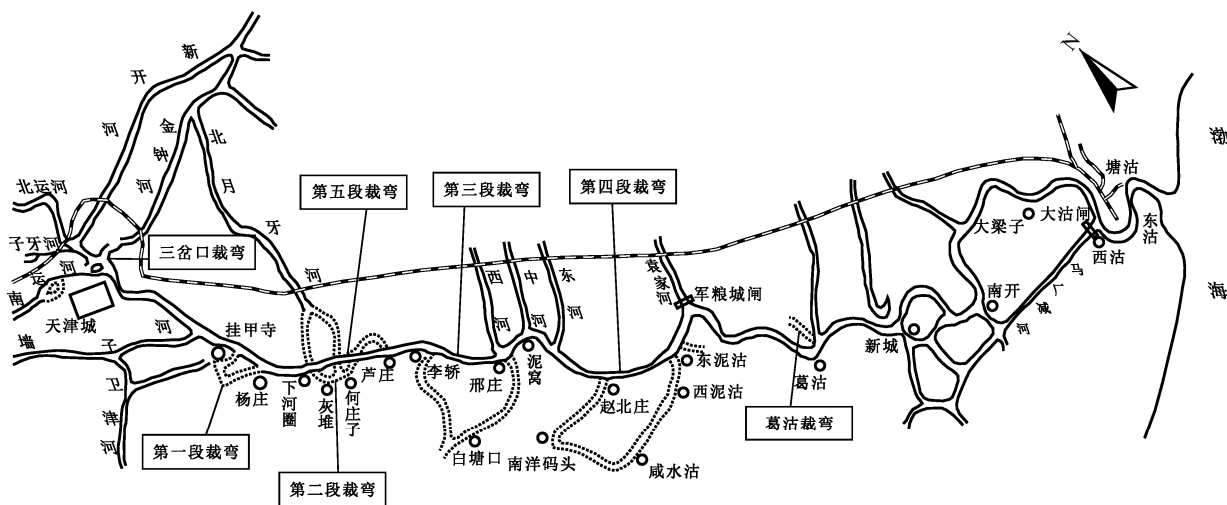 新开河
金钟河
北月牙河
北运河
子牙河
南运河
三岔口裁弯
天津城
墙子河
卫津河
挂甲寺
杨庄
第一段裁弯
下河圈
灰堆
何庄子
第二段裁弯
第五段裁弯
芦庄
李轿
第三段裁弯
邢庄
白塘口
西河
中河
东河
泥窝
南洋码头
第四段裁弯
赵北庄
咸水沽
袁家河
军粮城闸
东泥沽
西泥沽
葛沽裁弯
葛沽
新城
南开
马厂减河
大梁子
大沽闸
西沽
塘沽
东沽
渤海
N